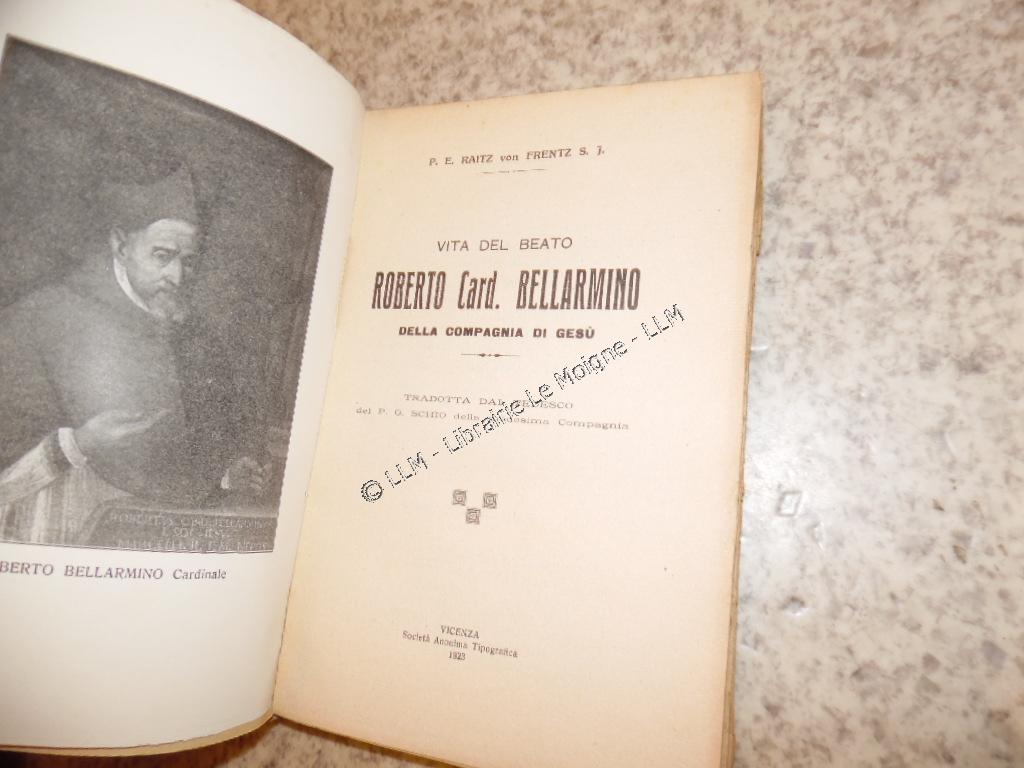 BERTO BELLARMINO Cardinale
P. E. RAITZ von FRENTZ S. J.
VITA DEL BEATO
ROBERTO Card. BELLARMINO
DELLA COMPAGNIA DI GESÙ
TRADOTTA DAL TEDESCO
del P. G. SCHIO della Compagnia
VICENZA
Società Anonima Tipografica
1923
© LLM - Librairie Le Moigne - LLM